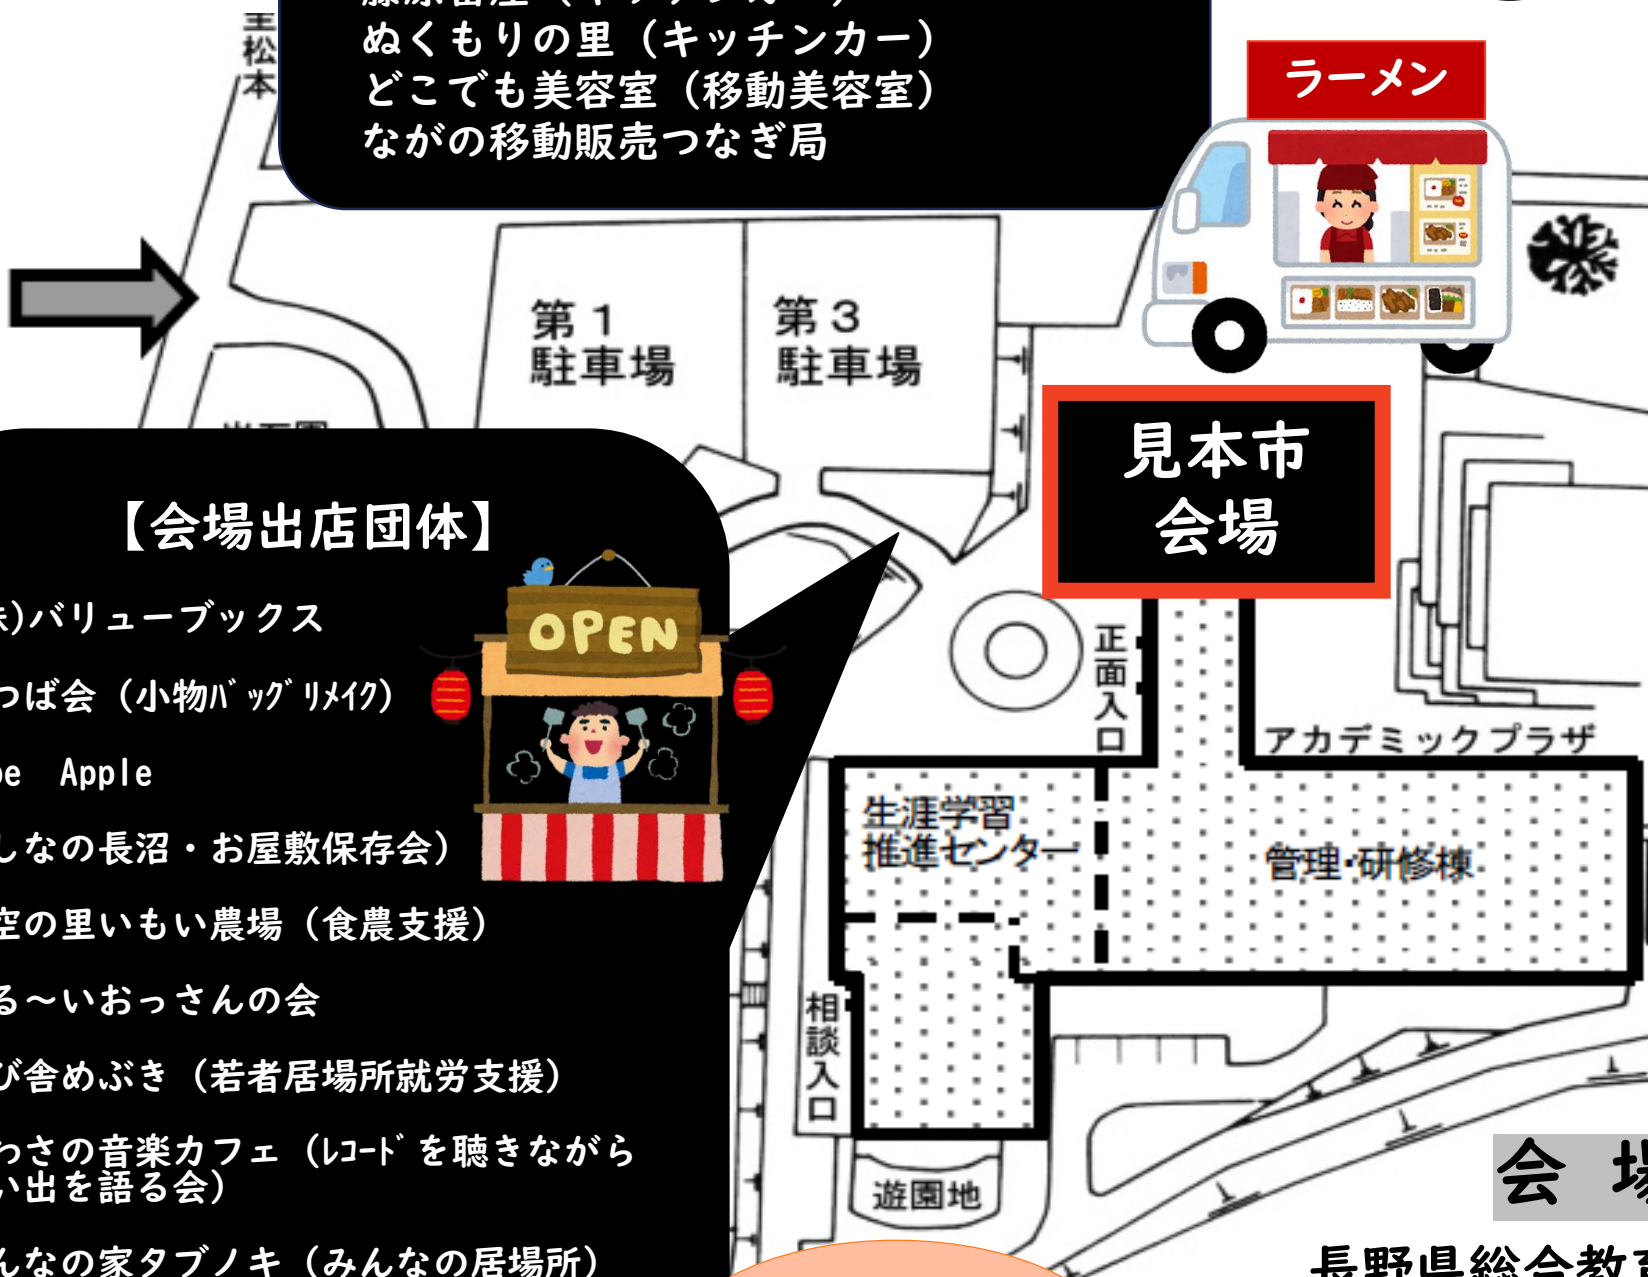 ぬくもりの里（キッチンカー）
どこでも美容室（移動美容室）
ながの移動販売つなぎ局
ラーメン
松本
第１
駐車場
第３
駐車場
見本市
会場
【会場出店団体】
バリューブックス
つば会（小物バッグリメイク）
OPEN
Apple
しなの長沼・お屋敷保存会）
空の里いもい農場（食農支援）
る～いおっさんの会
び舎めぶき（若者居場所就労支援）
わさの音楽カフェ（レコードを聴きながら
い出を語る会）
んなの家タブノキ（みんなの居場所）
正面入口
アカデミックプラザ
生涯学習
推進センター
管理・研修棟
相談入口
遊園地
会 場
長野県総合教育